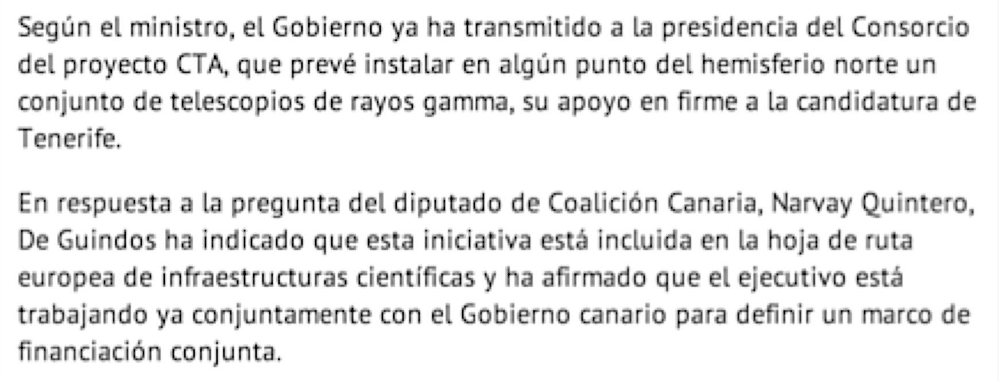 Según el ministro, el Gobierno ya ha transmitido a la presidencia del Consorcio
del proyecto CTA, que prevé instalar en algún punto del hemisferio norte un
conjunto de telescopios de rayos gamma, su apoyo en firme a la candidatura de
Tenerife.
En respuesta a la pregunta del diputado de Coalición Canaria, Narvay Quintero,
De Guindos ha indicado que esta iniciativa está incluida en la hoja de ruta
europea de infraestructuras científicas y ha afirmado que el ejecutivo está
trabajando ya conjuntamente con el Gobierno canario para definir un marco de
financiación conjunta.